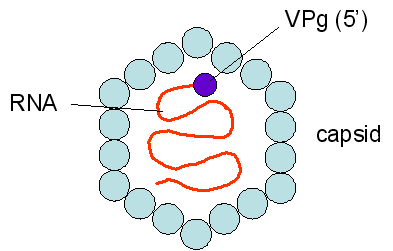 VPg (5’)
RNA
capsid